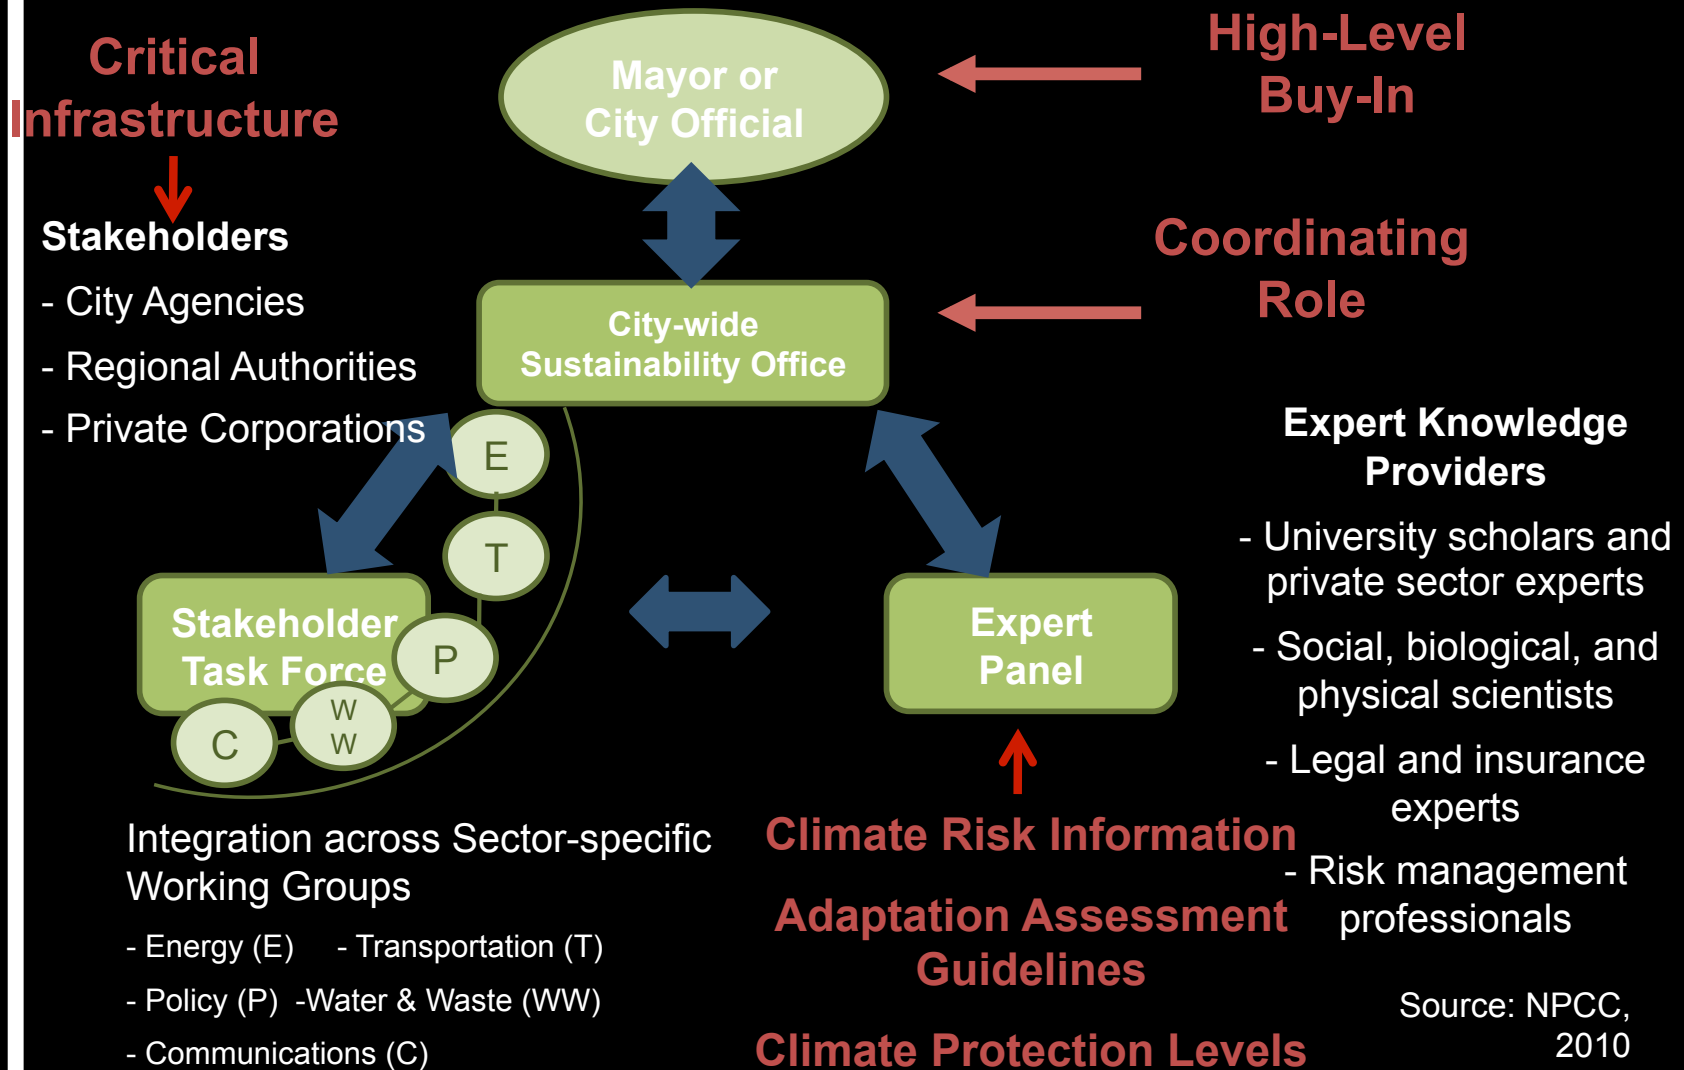 Critical
Infrastructure
Mayor or
City Official
High-Level
Buy-In
Stakeholders
- City Agencies
- Regional Authorities
- Private Corporations
City-wide
Sustainability Office
Coordinating
Role
E
T
P
W
W
C
Stakeholder
Task Force
Expert
Panel
Expert Knowledge
Providers
- University scholars and
private sector experts
- Social, biological, and
physical scientists
- Legal and insurance
experts
- Risk management
professionals
Integration across Sector-specific
Working Groups
- Energy (E) - Transportation (T)
- Policy (P) -Water & Waste (WW)
- Communications (C)
Climate Risk Information
Adaptation Assessment
Guidelines
Climate Protection Levels
Source: NPCC,
2010